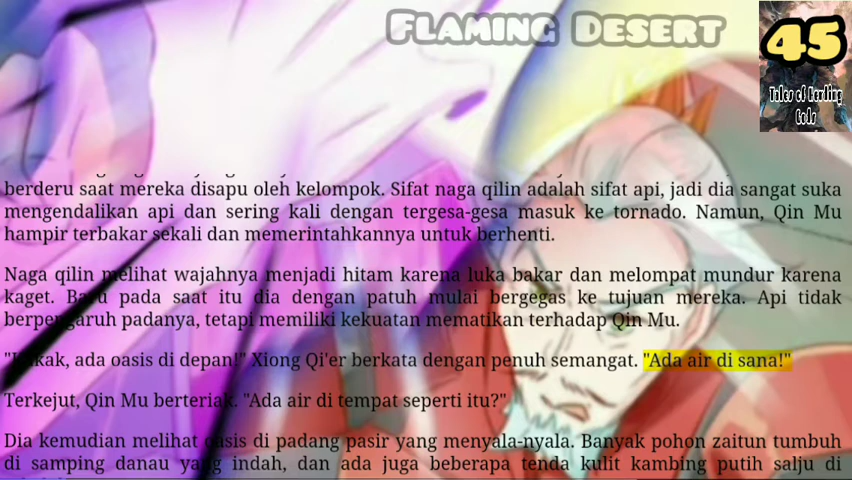 FLAMING DESERT
45
Tales of Herding
Gods
berderu saat mereka disapu oleh kelompok. Sifat naga qilin adalah sifat api, jadi dia sangat suka
mengendalikan api dan sering kali dengan tergesa-gesa masuk ke tornado. Namun, Qin Mu
hampir terbakar sekali dan memerintahkannya untuk berhenti.
Naga qilin melihat wajahnya menjadi hitam karena luka bakar dan melompat mundur karena
kaget. Baru pada saat itu dia dengan patuh mulai bergegas ke tujuan mereka. Api tidak
berpengaruh padanya, tetapi memiliki kekuatan mematikan terhadap Qin Mu.
"Kakak, ada oasis di depan!" Xiong Qi'er berkata dengan penuh semangat. "Ada air di sana!"
Terkejut, Qin Mu berteriak. "Ada air di tempat seperti itu?"
Dia kemudian melihat oasis di padang pasir yang menyala-nyala. Banyak pohon zaitun tumbuh
di samping danau yang indah, dan ada juga beberapa tenda kulit kambing putih salju di